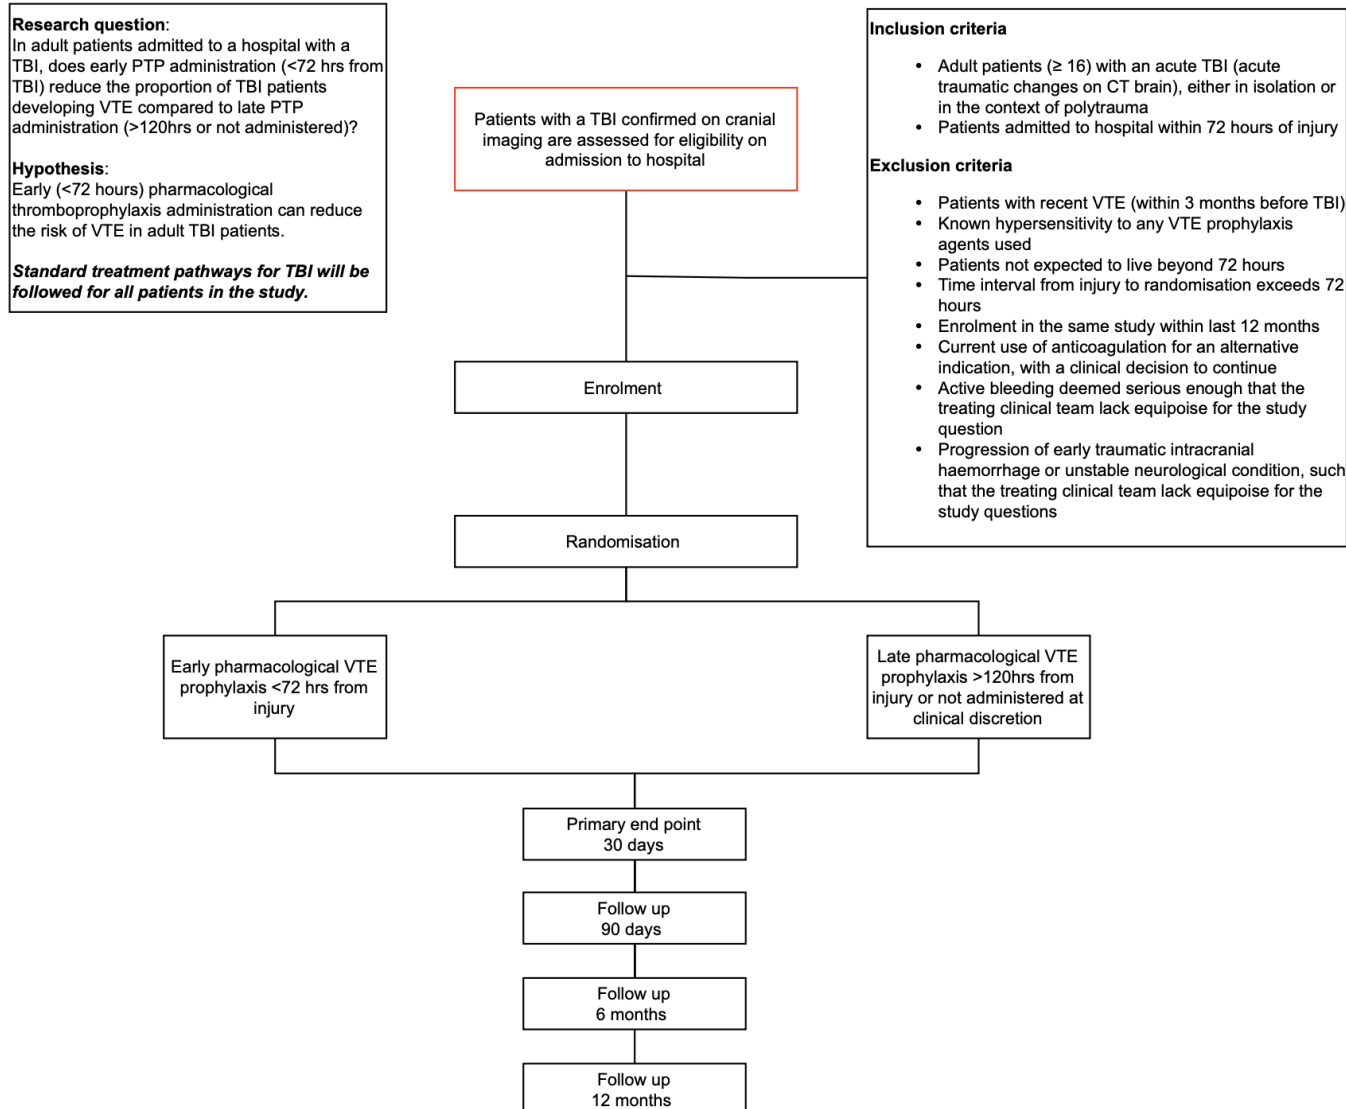 Research question:
In adult patients admitted to a hospital with a
TBI, does early PTP administration (<72 hrs from
TBI) reduce the proportion of TBI patients
developing VTE compared to late PTP
administration (>120hrs or not administered)?
Hypothesis:
Early (<72 hours) pharmacological
thromboprophylaxis administration can reduce
the risk of VTE in adult TBI patients.
Standard treatment pathways for TBI will be
followed for all patients in the study.
Patients with a TBI confirmed on cranial
imaging are assessed for eligibility on
admission to hospital
Inclusion criteria
• Adult patients (≥ 16) with an acute TBI (acute
traumatic changes on CT brain), either in isolation or
in the context of polytrauma
• Patients admitted to hospital within 72 hours of injury
Exclusion criteria
• Patients with recent VTE (within 3 months before TBI)
• Known hypersensitivity to any VTE prophylaxis
agents used
• Patients not expected to live beyond 72 hours
• Time interval from injury to randomisation exceeds 72
hours
• Enrolment in the same study within last 12 months
• Current use of anticoagulation for an alternative
indication, with a clinical decision to continue
• Active bleeding deemed serious enough that the
treating clinical team lack equipoise for the study
question
• Progression of early traumatic intracranial
haemorrhage or unstable neurological condition, such
that the treating clinical team lack equipoise for the
study questions
Enrolment
Randomisation
Early pharmacological VTE
prophylaxis <72 hrs from
injury
Late pharmacological VTE
prophylaxis >120hrs from
injury or not administered at
clinical discretion
Primary end point
30 days
Follow up
90 days
Follow up
6 months
Follow up
12 months